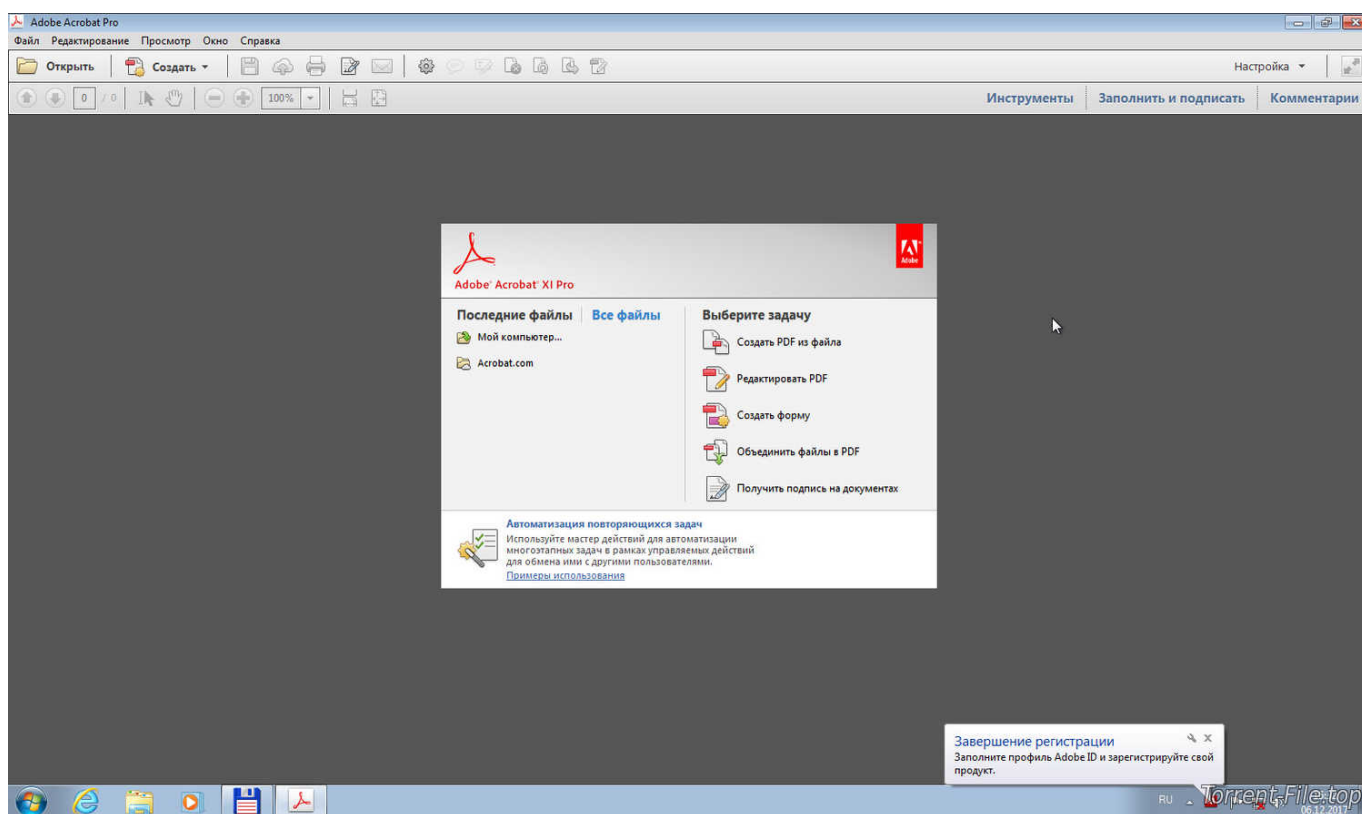 Adobe Acrobat Pro
Файл Редактирование Просмотр Окно Справка
Открыть Создать Настройка
0 / 0 100% Инструменты Заполнить и подписать Комментарии
Adobe
Adobe® Acrobat® XI Pro
Последние файлы Все файлы
Мой компьютер...
Acrobat.com
Выберите задачу
Создать PDF из файла
Редактировать PDF
Создать форму
Объединить файлы в PDF
Получить подпись на документах
Автоматизация повторяющихся задач
Используйте мастер действий для автоматизации
многоэтапных задач в рамках управляемых действий
для обмена ими с другими пользователями.
Примеры использования
Завершение регистрации
Заполните профиль Adobe ID и зарегистрируйте свой
продукт.
RU
Torrent-File.top
06.12.2017